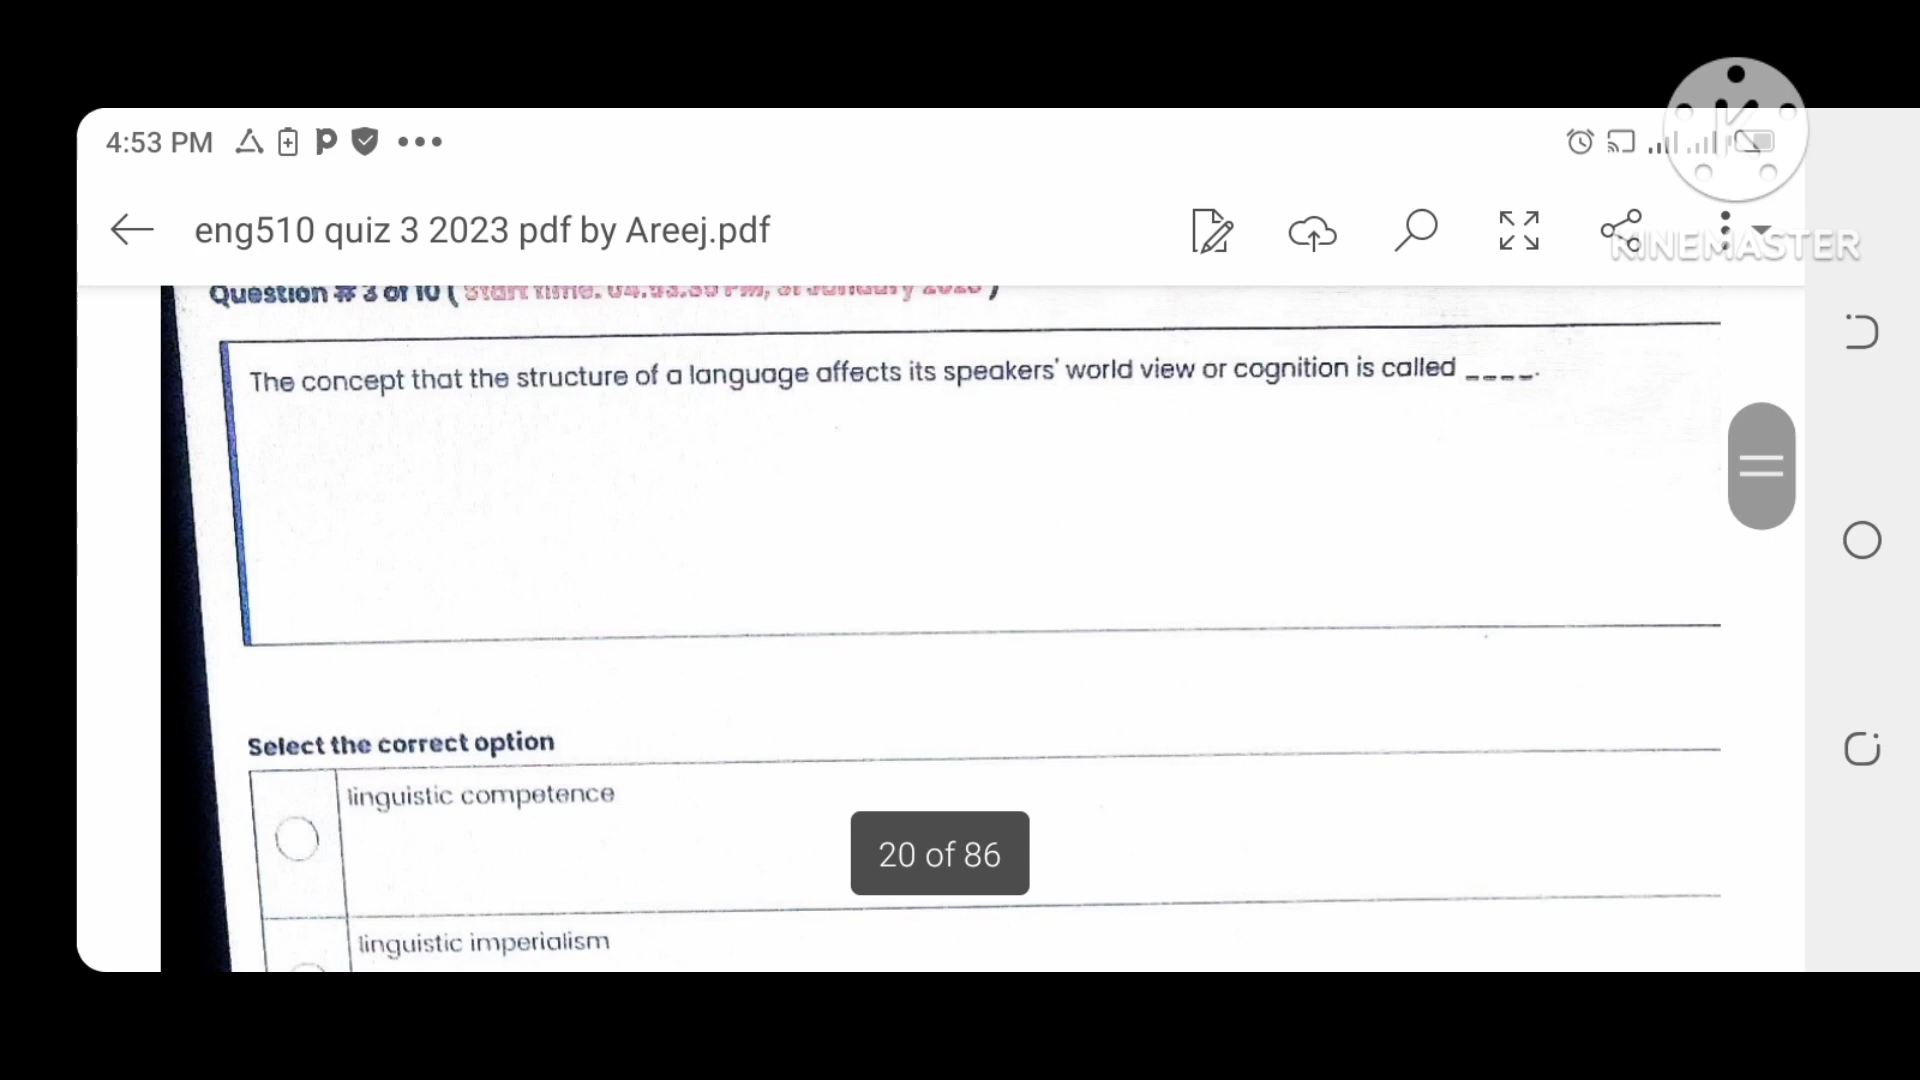 4:53 PM
eng510 quiz 3 2023 pdf by Areej.pdf
KINEMASTER
Question # 3 of 10 ( Start time:
The concept that the structure of a language affects its speakers' world view or cognition is called ____.
Select the correct option
linguistic competence
20 of 86
linguistic imperialism